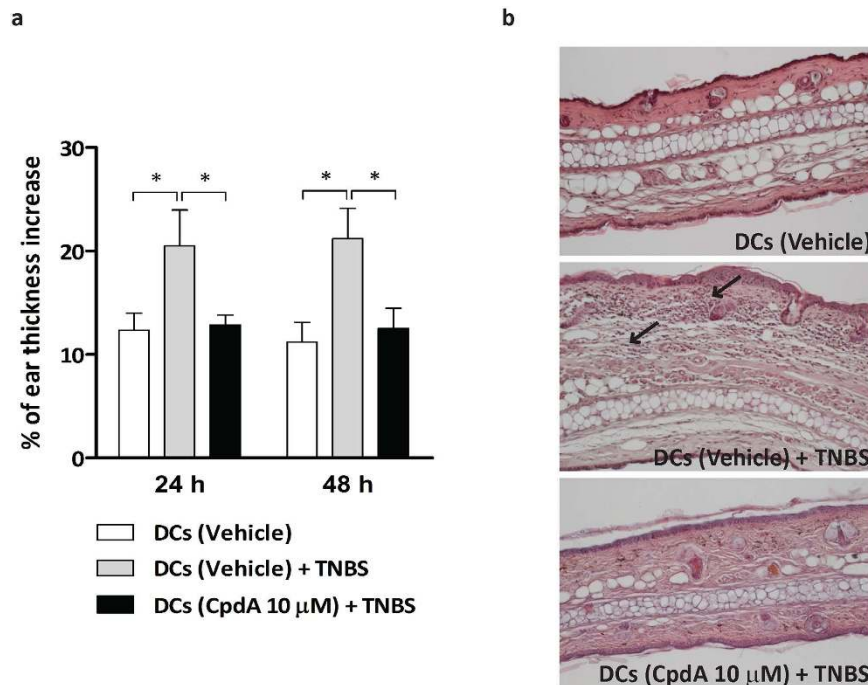 a
b
% of ear thickness increase
30
20
10
0
*
*
*
*
24 h
48 h
DCs (Vehicle)
DCs (Vehicle) + TNBS
DCs (CpdA 10 μM) + TNBS
DCs (Vehicle)
DCs (Vehicle) + TNBS
DCs (CpdA 10 μM) + TNBS